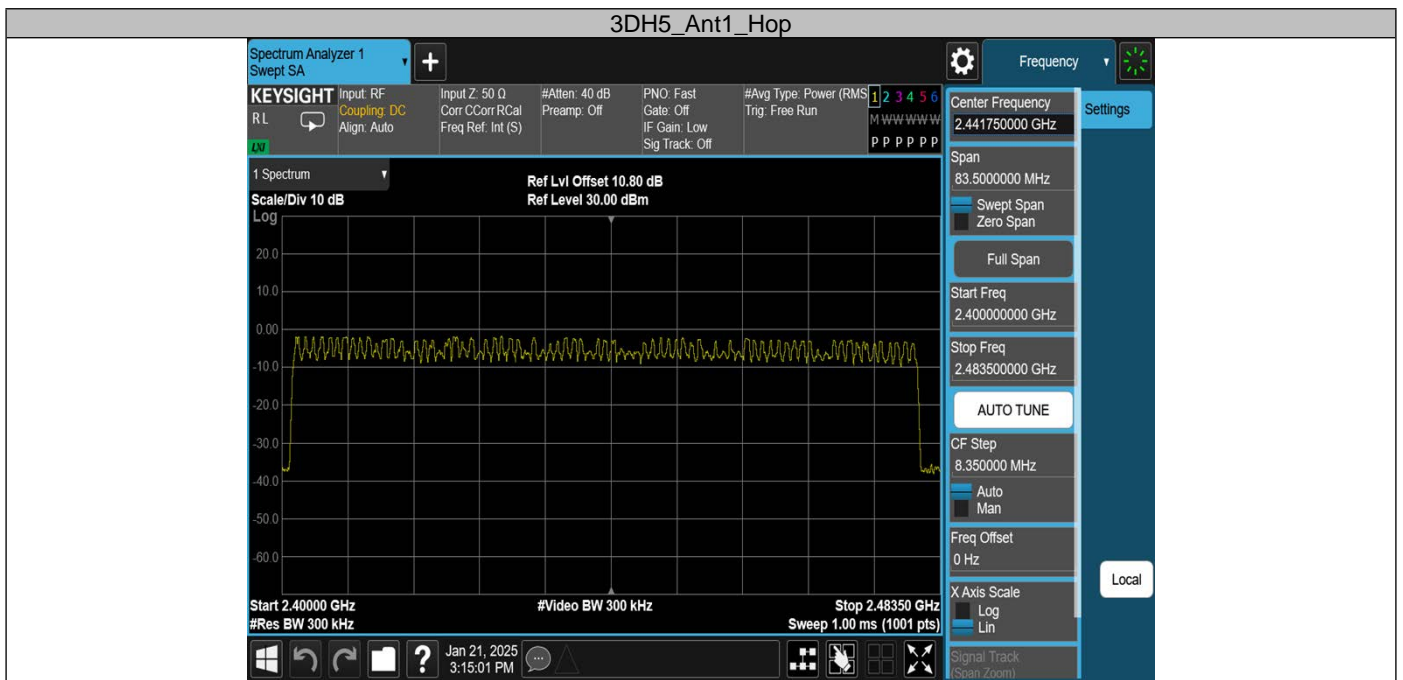 3DH5_Ant1_Hop
Spectrum Analyzer 1
Swept SA
+
Frequency
KEYSIGHT
RL
LXI
Input: RF
Coupling: DC
Align: Auto
Input Z: 50 Ω
Corr CCorr RCal
Freq Ref: Int (S)
#Atten: 40 dB
Preamp: Off
PNO: Fast
Gate: Off
IF Gain: Low
Sig Track: Off
#Avg Type: Power (RMS
Trig: Free Run
1 2 3 4 5 6
M W W W W W
P P P P P P
1 Spectrum
Scale/Div 10 dB
Ref Lvl Offset 10.80 dB
Ref Level 30.00 dBm
Log
20.0
10.0
0.00
-10.0
-20.0
-30.0
-40.0
-50.0
-60.0
Start 2.40000 GHz
#Video BW 300 kHz
Stop 2.48350 GHz
#Res BW 300 kHz
Sweep 1.00 ms (1001 pts)
Center Frequency
2.441750000 GHz
Settings
Span
83.5000000 MHz
Swept Span
Zero Span
Full Span
Start Freq
2.400000000 GHz
Stop Freq
2.483500000 GHz
AUTO TUNE
CF Step
8.350000 MHz
Auto
Man
Freq Offset
0 Hz
Local
X Axis Scale
Log
Lin
Signal Track
(Span Zoom)
?
Jan 21, 2025
3:15:01 PM